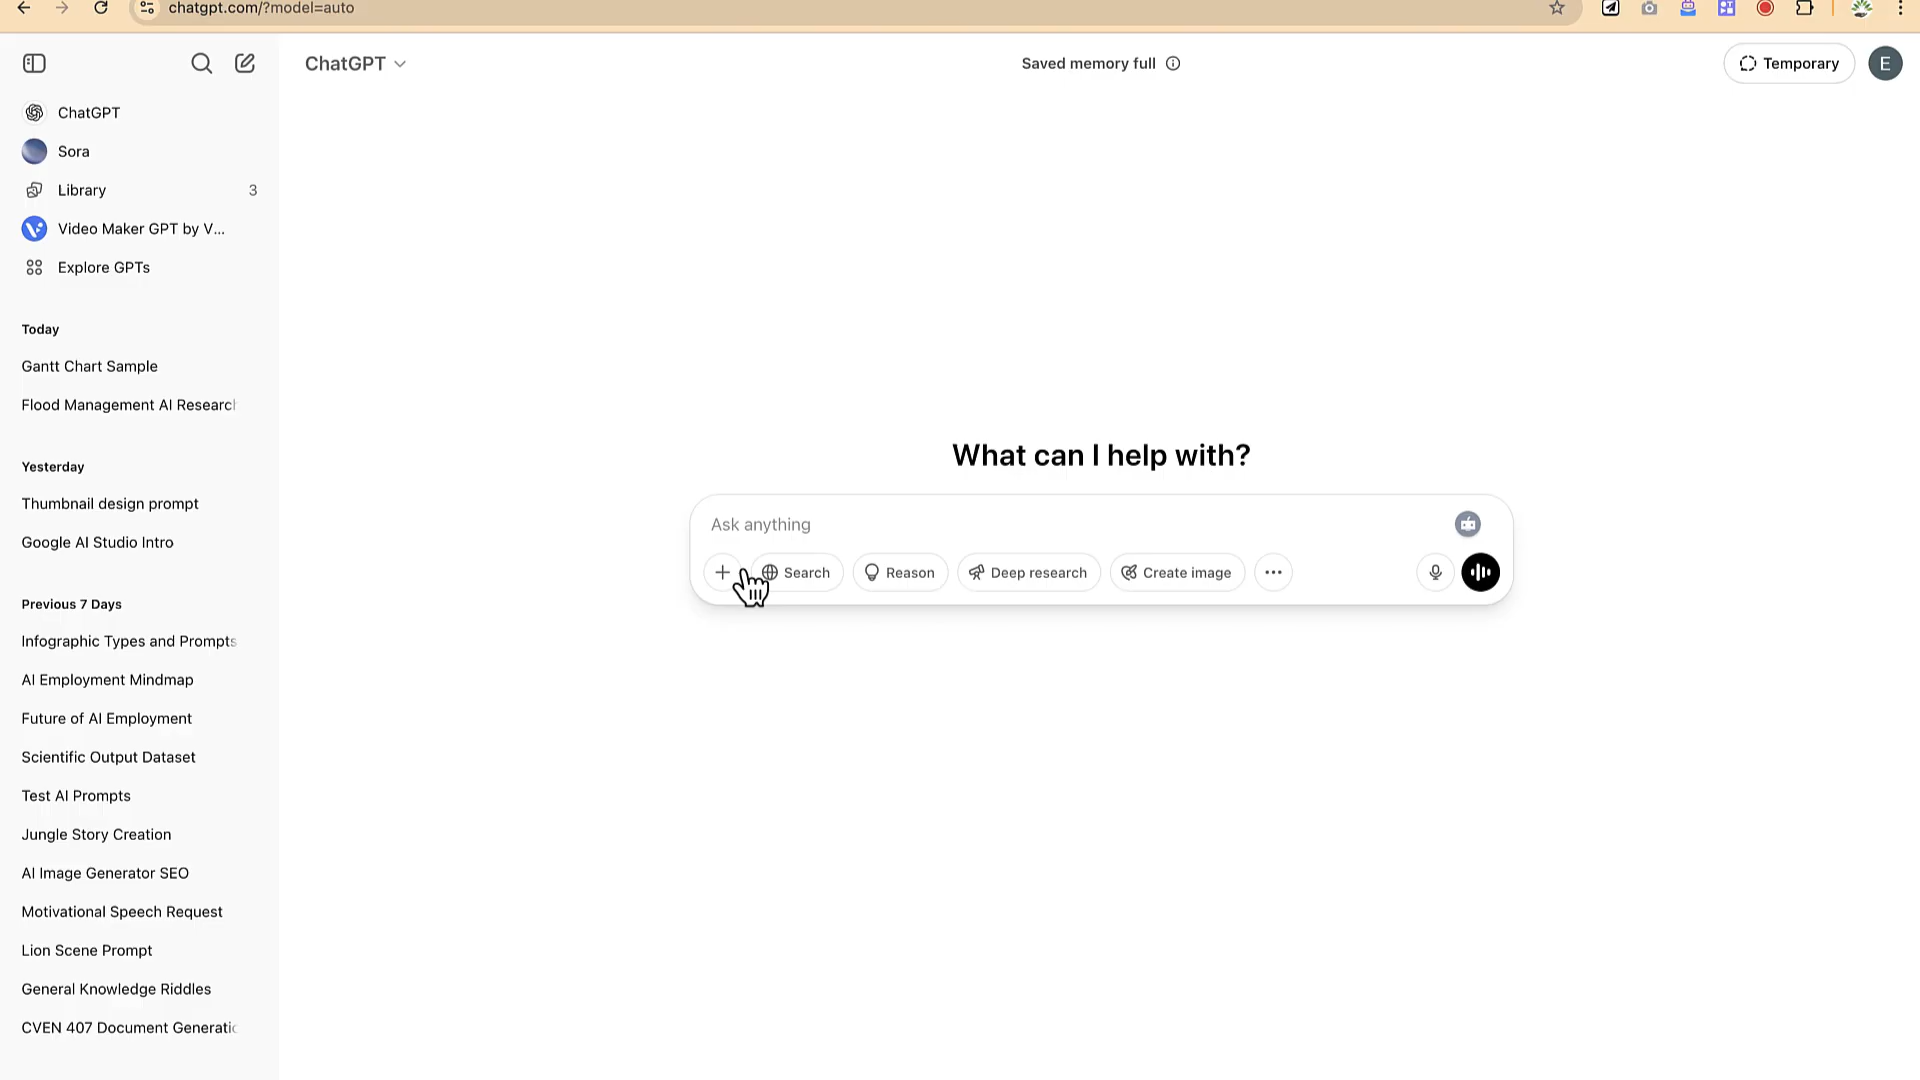 chatgpt.com/?model=auto
ChatGPT
Saved memory full
Temporary
E
ChatGPT
Sora
Library 3
Video Maker GPT by V...
Explore GPTs
Today
Gantt Chart Sample
Flood Management AI Research
Yesterday
Thumbnail design prompt
Google AI Studio Intro
Previous 7 Days
Infographic Types and Prompts
AI Employment Mindmap
Future of AI Employment
Scientific Output Dataset
Test AI Prompts
Jungle Story Creation
AI Image Generator SEO
Motivational Speech Request
Lion Scene Prompt
General Knowledge Riddles
CVEN 407 Document Generatio
What can I help with?
Ask anything
Search
Reason
Deep research
Create image